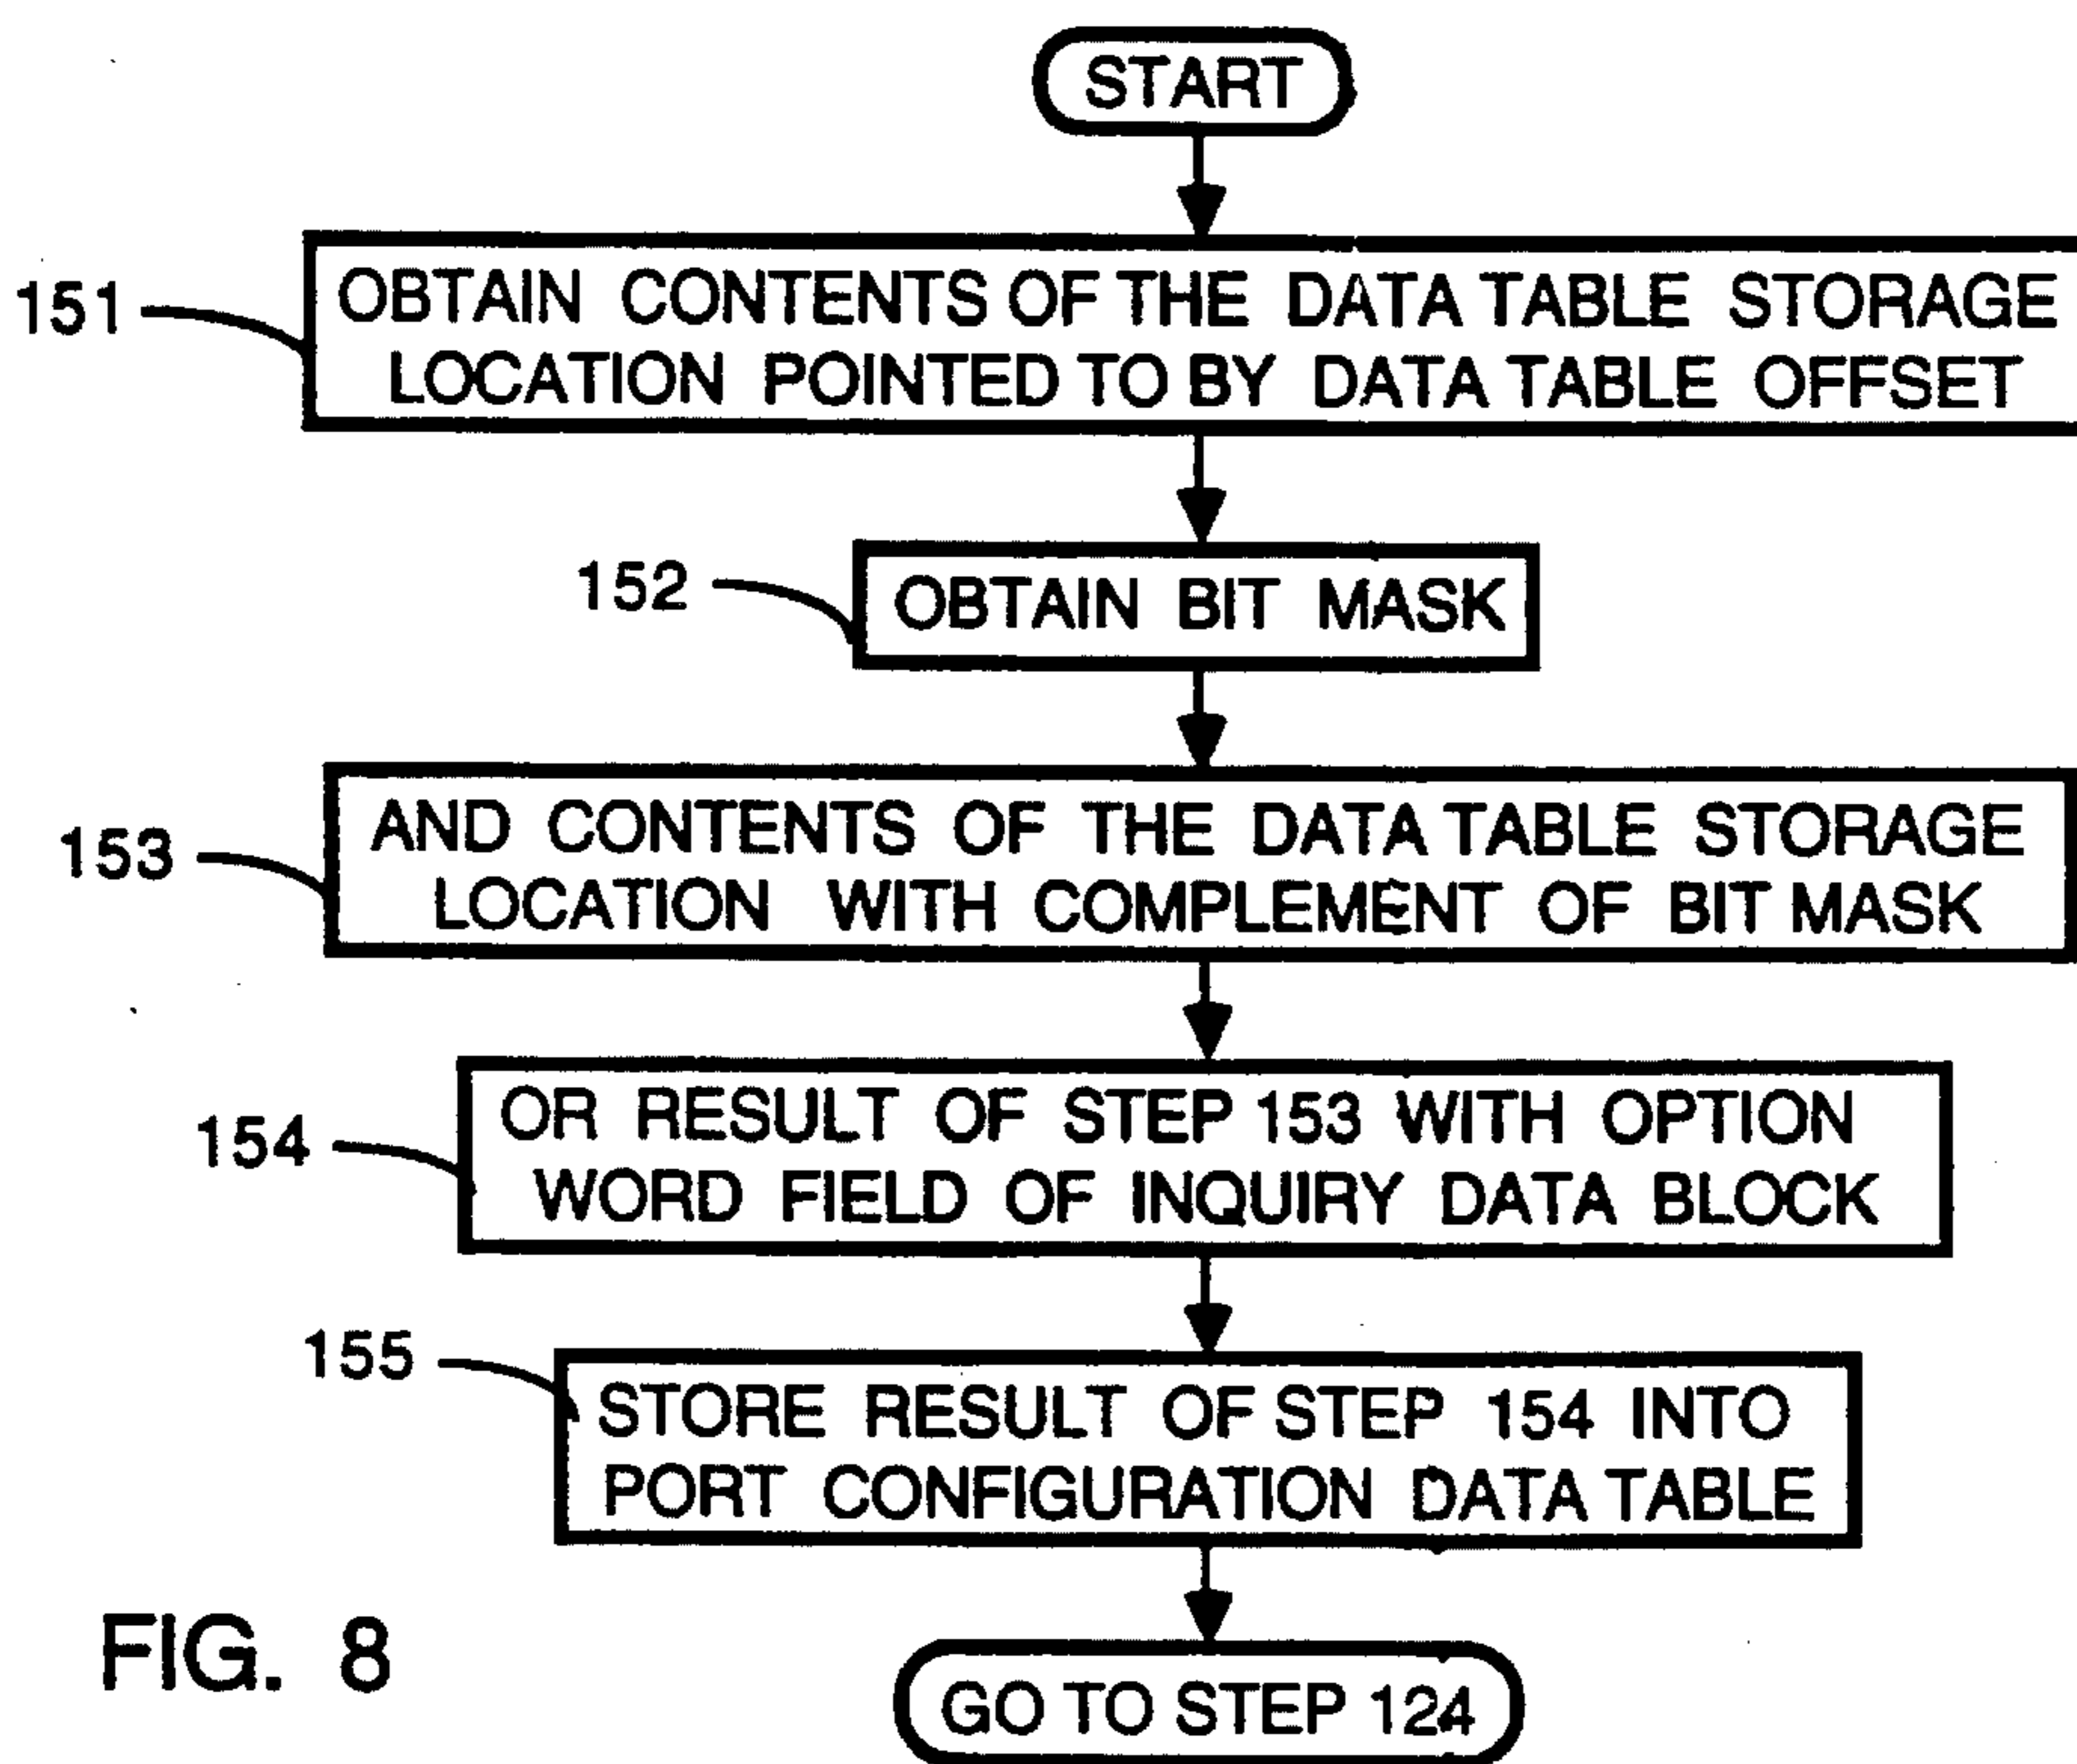 START
151
OBTAIN CONTENTS OF THE DATA TABLE STORAGE
LOCATION POINTED TO BY DATA TABLE OFFSET
152
OBTAIN BIT MASK
153
AND CONTENTS OF THE DATA TABLE STORAGE
LOCATION WITH COMPLEMENT OF BIT MASK
154
OR RESULT OF STEP 153 WITH OPTION
WORD FIELD OF INQUIRY DATA BLOCK
155
STORE RESULT OF STEP 154 INTO
PORT CONFIGURATION DATA TABLE
GO TO STEP 124
FIG. 8